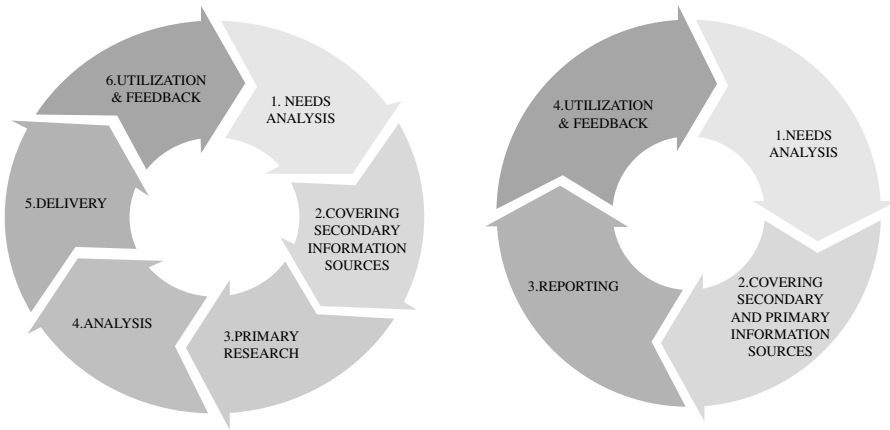 1. NEEDS
ANALYSIS
2.COVERING
SECONDARY
INFORMATION
SOURCES
3.PRIMARY
RESEARCH
4.ANALYSIS
5.DELIVERY
6.UTILIZATION
& FEEDBACK
1.NEEDS
ANALYSIS
2.COVERING
SECONDARY
AND PRIMARY
INFORMATION
SOURCES
3.REPORTING
4.UTILIZATION
& FEEDBACK